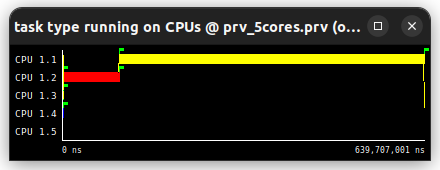 task type running on CPUs @ prv_5cores.prv (o...
CPU 1.1
CPU 1.2
CPU 1.3
CPU 1.4
CPU 1.5
0 ns 639,707,001 ns